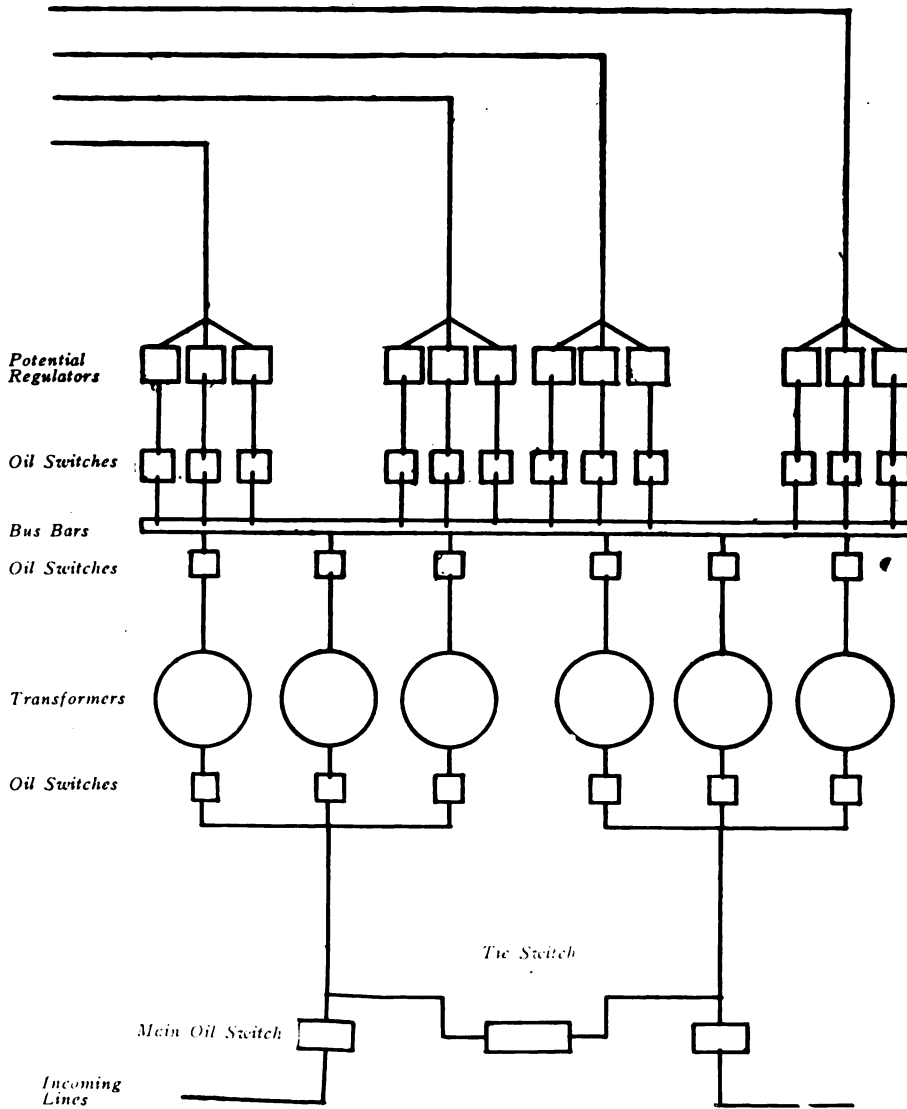 Potential
Regulators
Oil Switches
Bus Bars
Oil Switches
Transformers
Oil Switches
Tie Switch
Main Oil Switch
Incoming
Lines